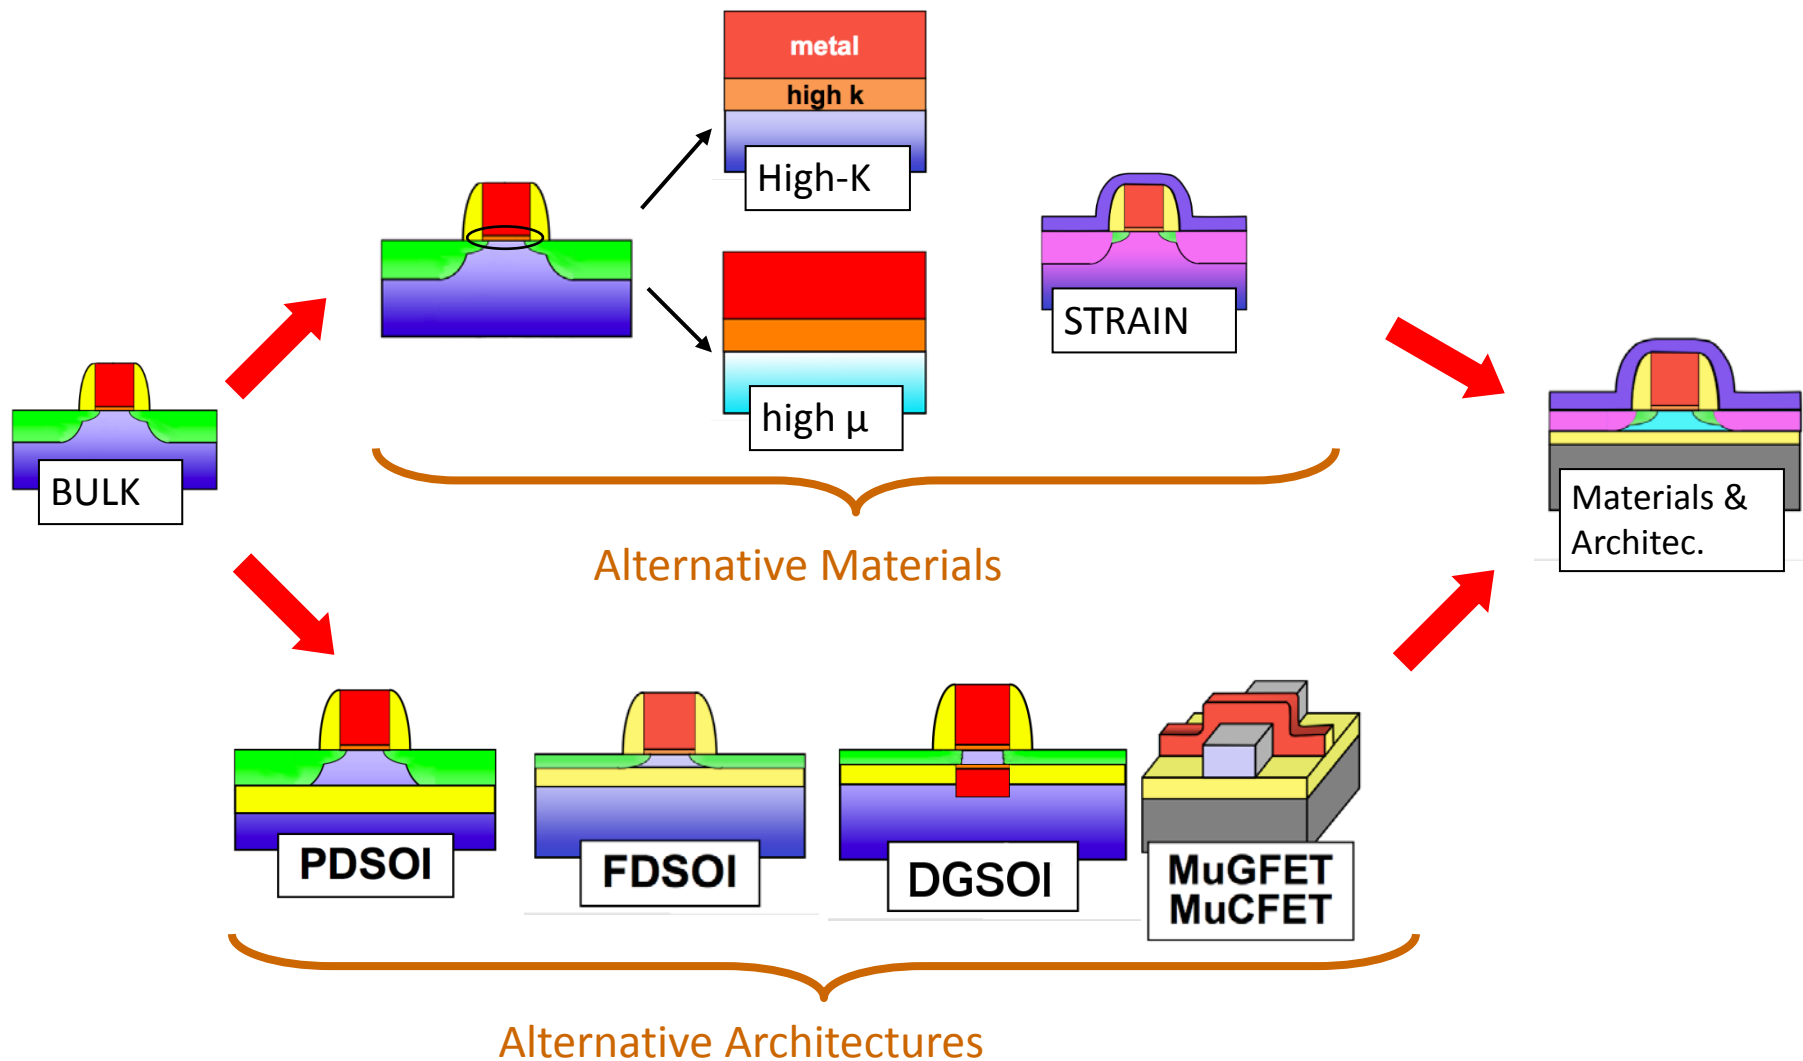 metal
high k
High-K
high μ
STRAIN
BULK
Materials &
Architec.
Alternative Materials
PDSOI
FDSOI
DGSOI
MuGFET
MuCFET
Alternative Architectures